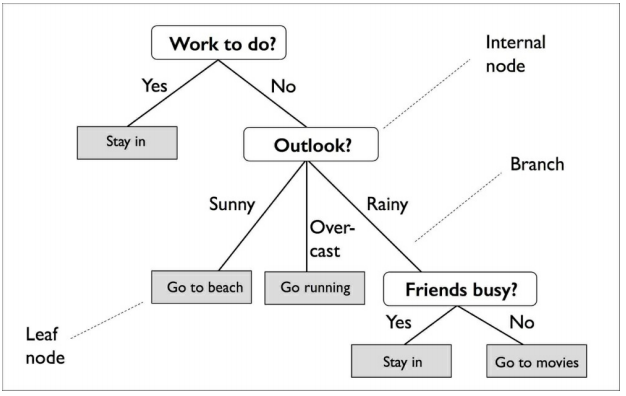 Work to do?
Internal
node
Yes
No
Stay in
Outlook?
Branch
Sunny
Over-
cast
Rainy
Go to beach
Go running
Friends busy?
Leaf
node
Yes
No
Stay in
Go to movies